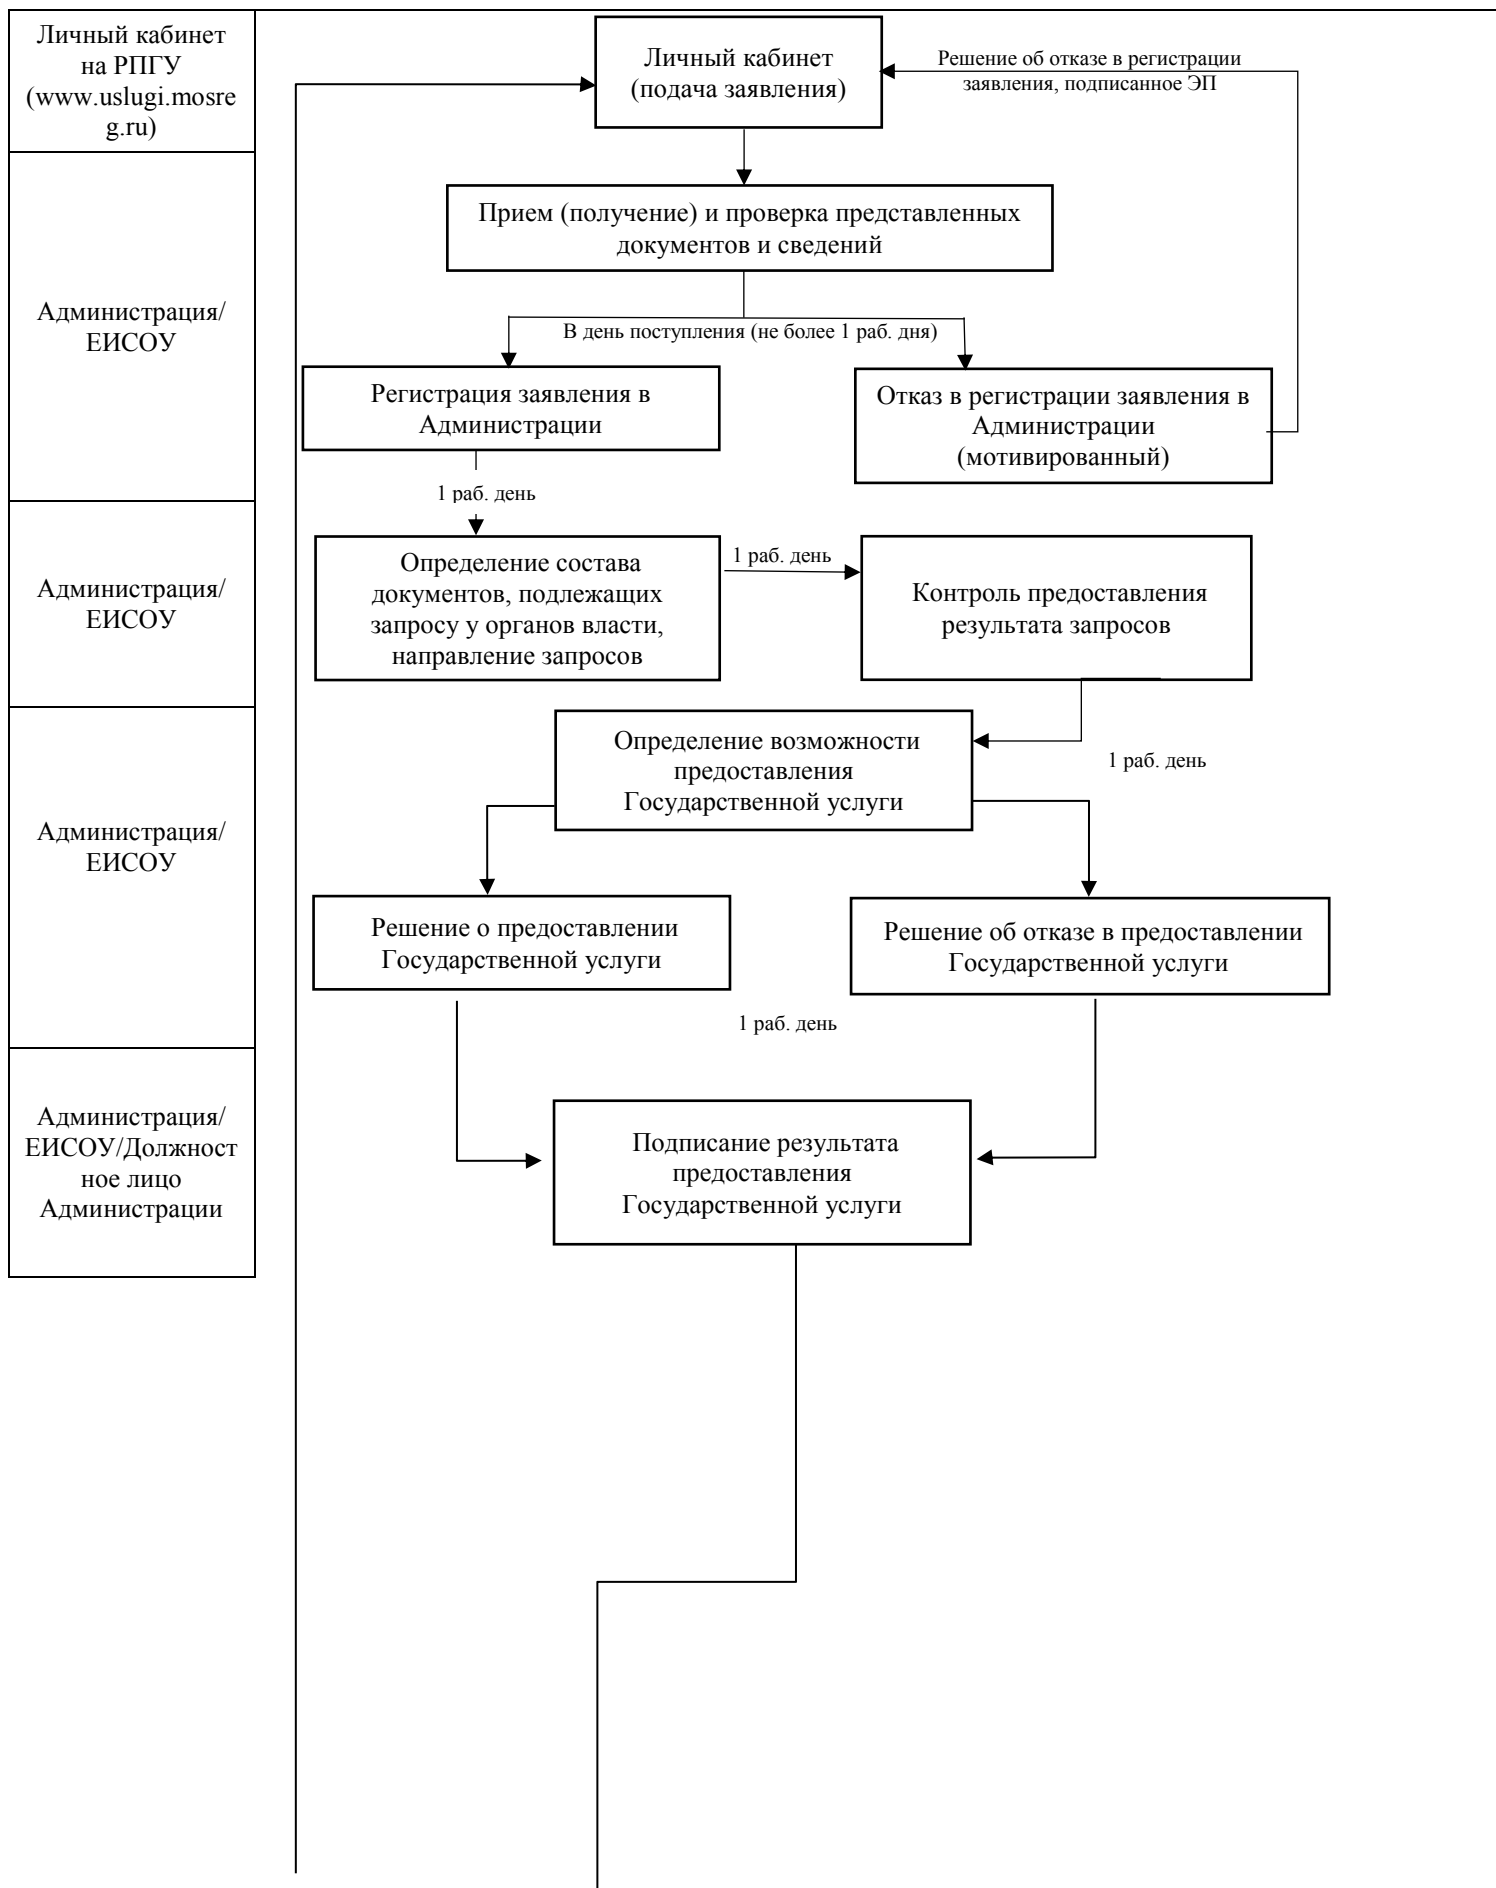 Личный кабинет
на РПГУ
(www.uslugi.mosre
g.ru)
Личный кабинет
(подача заявления)
Решение об отказе в регистрации
заявления, подписанное ЭП
Администрация/
ЕИСОУ
Прием (получение) и проверка представленных
документов и сведений
В день поступления (не более 1 раб. дня)
Регистрация заявления в
Администрации
Отказ в регистрации заявления в
Администрации
(мотивированный)
1 раб. день
Администрация/
ЕИСОУ
Определение состава
документов, подлежащих
запросу у органов власти,
направление запросов
1 раб. день
Контроль предоставления
результата запросов
Администрация/
ЕИСОУ
Определение возможности
предоставления
Государственной услуги
1 раб. день
Решение о предоставлении
Государственной услуги
Решение об отказе в предоставлении
Государственной услуги
1 раб. день
Администрация/
ЕИСОУ/Должност
ное лицо
Администрации
Подписание результата
предоставления
Государственной услуги